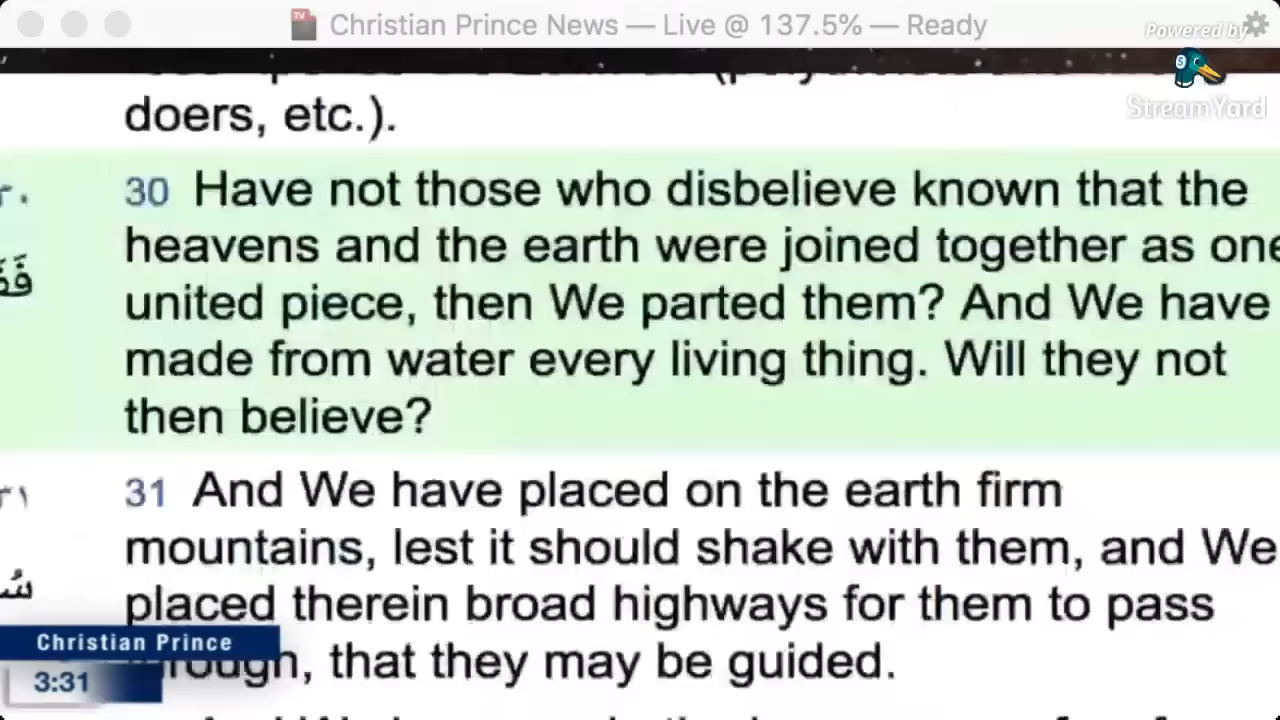 Christian Prince News — Live @ 137.5% — Ready
Powered by
StreamYard
doers, etc.).
30 Have not those who disbelieve known that the
heavens and the earth were joined together as one
united piece, then We parted them? And We have
made from water every living thing. Will they not
then believe?
31 And We have placed on the earth firm
mountains, lest it should shake with them, and We
placed therein broad highways for them to pass
through, that they may be guided.
Christian Prince
3:31